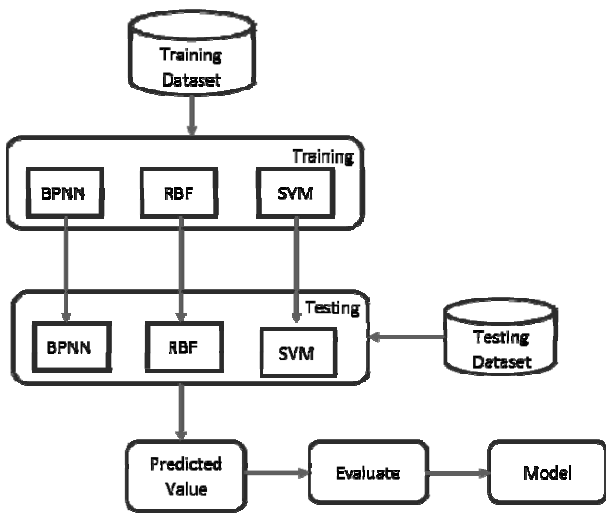 Training
Dataset
Training
BPNN RBF SVM
Testing
BPNN RBF SVM
Testing
Dataset
Predicted
Value
Evaluate
Model